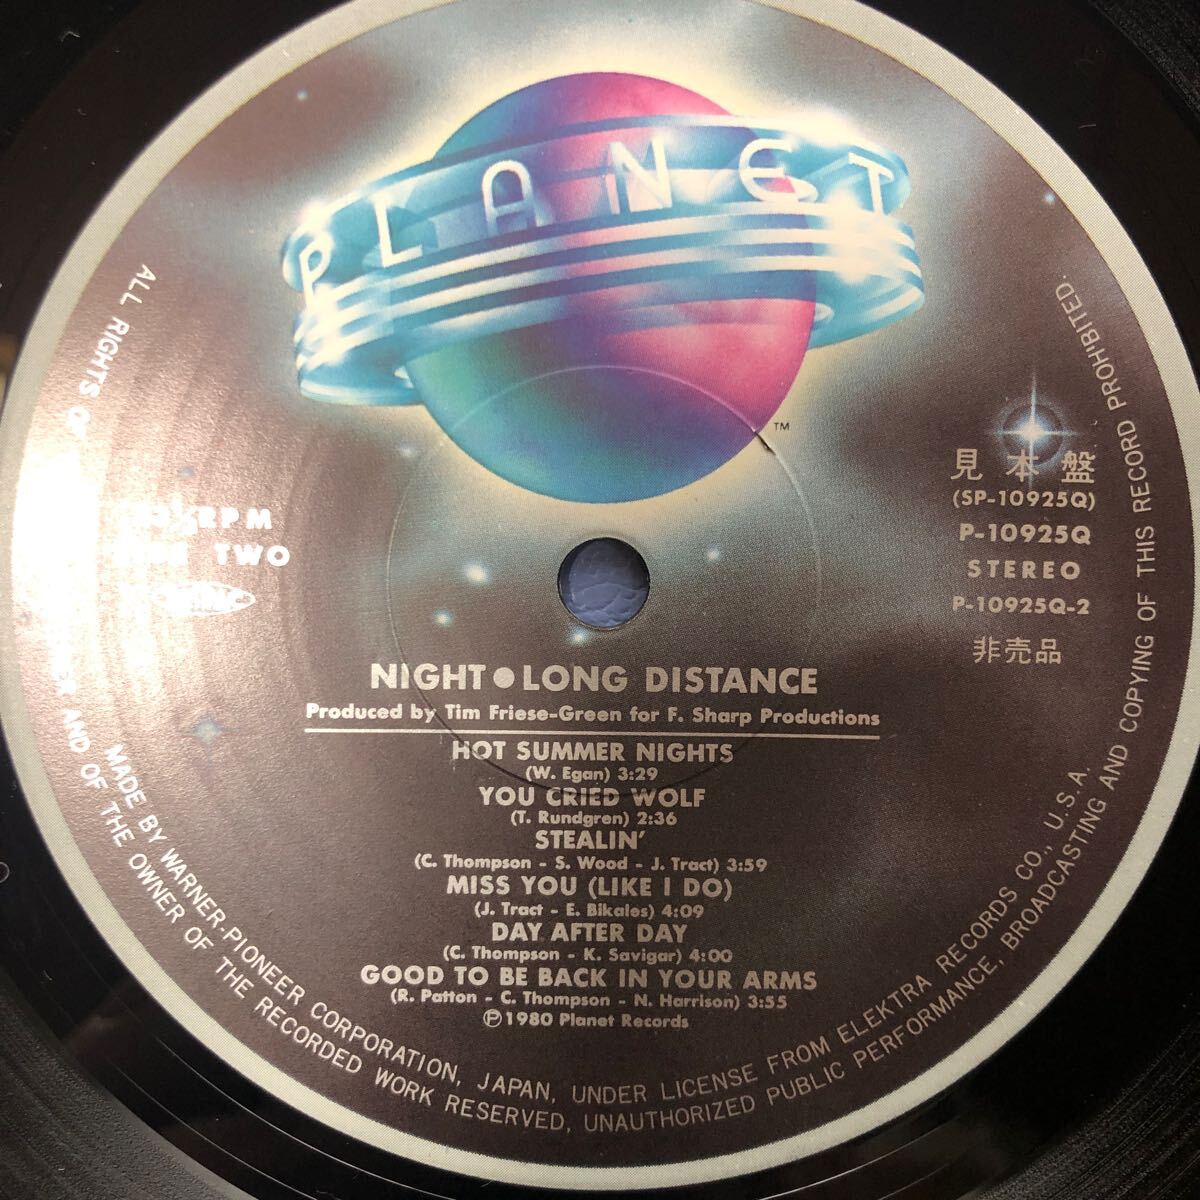 PLANET
TM
見本盤
(SP-10925Q)
P-10925Q
STEREO
P-10925Q-2
非売品
RPM
TWO
NIGHT●LONG DISTANCE
Produced by Tim Friese-Green for F. Sharp Productions
HOT SUMMER NIGHTS
(W. Egan) 3:29
YOU CRIED WOLF
(T. Rundgren) 2:36
STEALIN'
(C. Thompson - S. Wood - J. Tract) 3:59
MISS YOU (LIKE I DO)
(J. Tract - E. Bikales) 4:09
DAY AFTER DAY
(C. Thompson - K. Savigar) 4:00
GOOD TO BE BACK IN YOUR ARMS
(R. Patton - C. Thompson - N. Harrison) 3:55
Ⓟ1980 Planet Records
MADE BY WARNER-PIONEER CORPORATION, JAPAN, UNDER LICENSE FROM ELEKTRA RECORDS CO., U.S.A.
ALL RIGHTS AND OF THE OWNER OF THE RECORDED WORK RESERVED, UNAUTHORIZED PUBLIC PERFORMANCE, BROADCASTING AND COPYING OF THIS RECORD PROHIBITED.